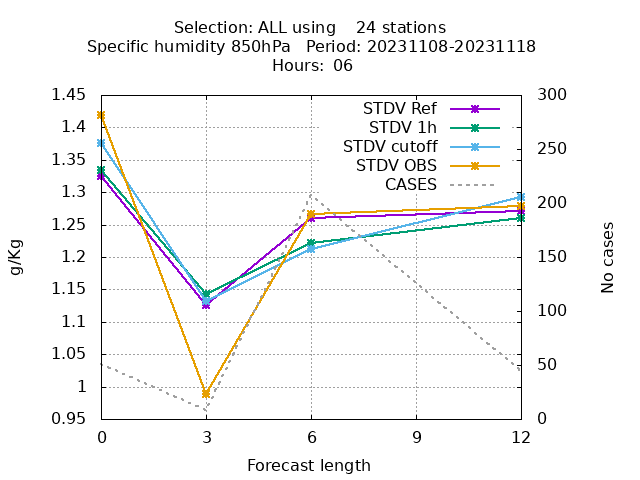 Selection: ALL using    24 stations
Specific humidity 850hPa   Period: 20231108-20231118
Hours:  06
STDV Ref
STDV 1h
STDV cutoff
STDV OBS
CASES
1.45
1.4
1.35
1.3
1.25
1.2
1.15
1.1
1.05
1
0.95
g/Kg
300
250
200
150
100
50
0
No cases
0
3
6
9
12
Forecast length